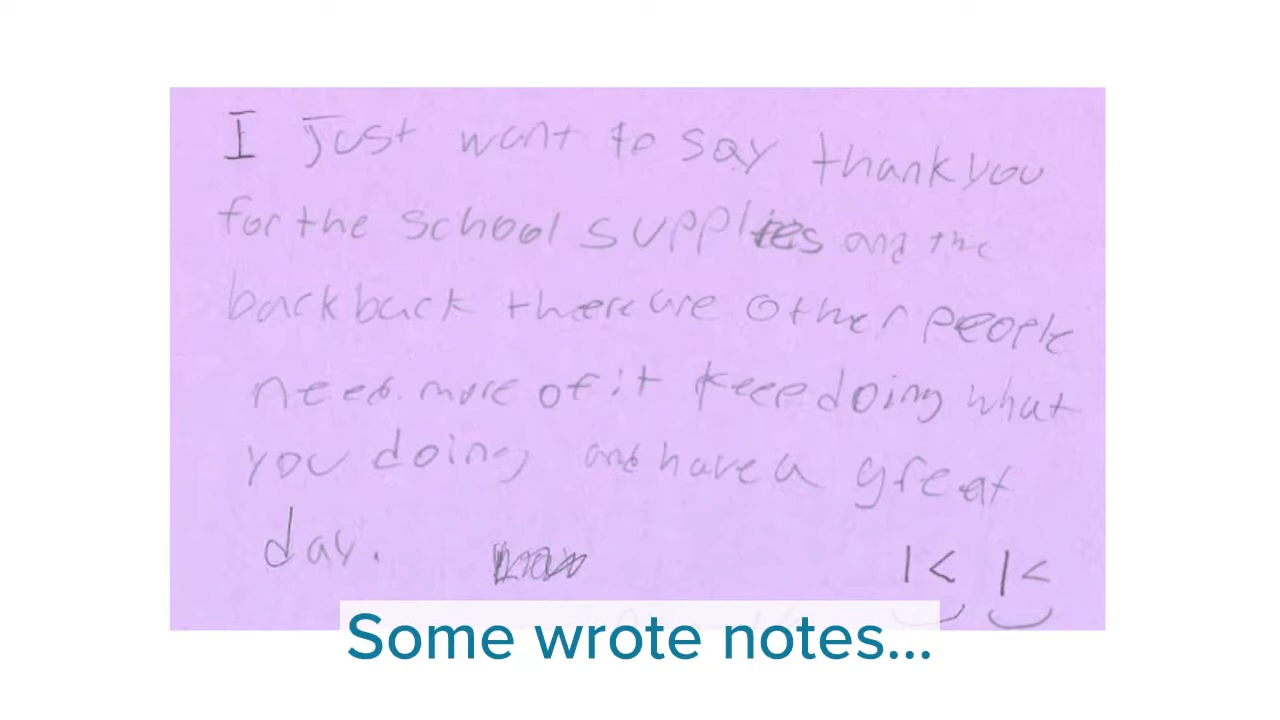 I Just want to say thank you
for the school supplies and the
backback there are other people
need. more of it keep doing what
you doing and have a great
day.
Some wrote notes...